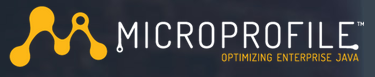 MICROPROFILE™
OPTIMIZING ENTERPRISE JAVA